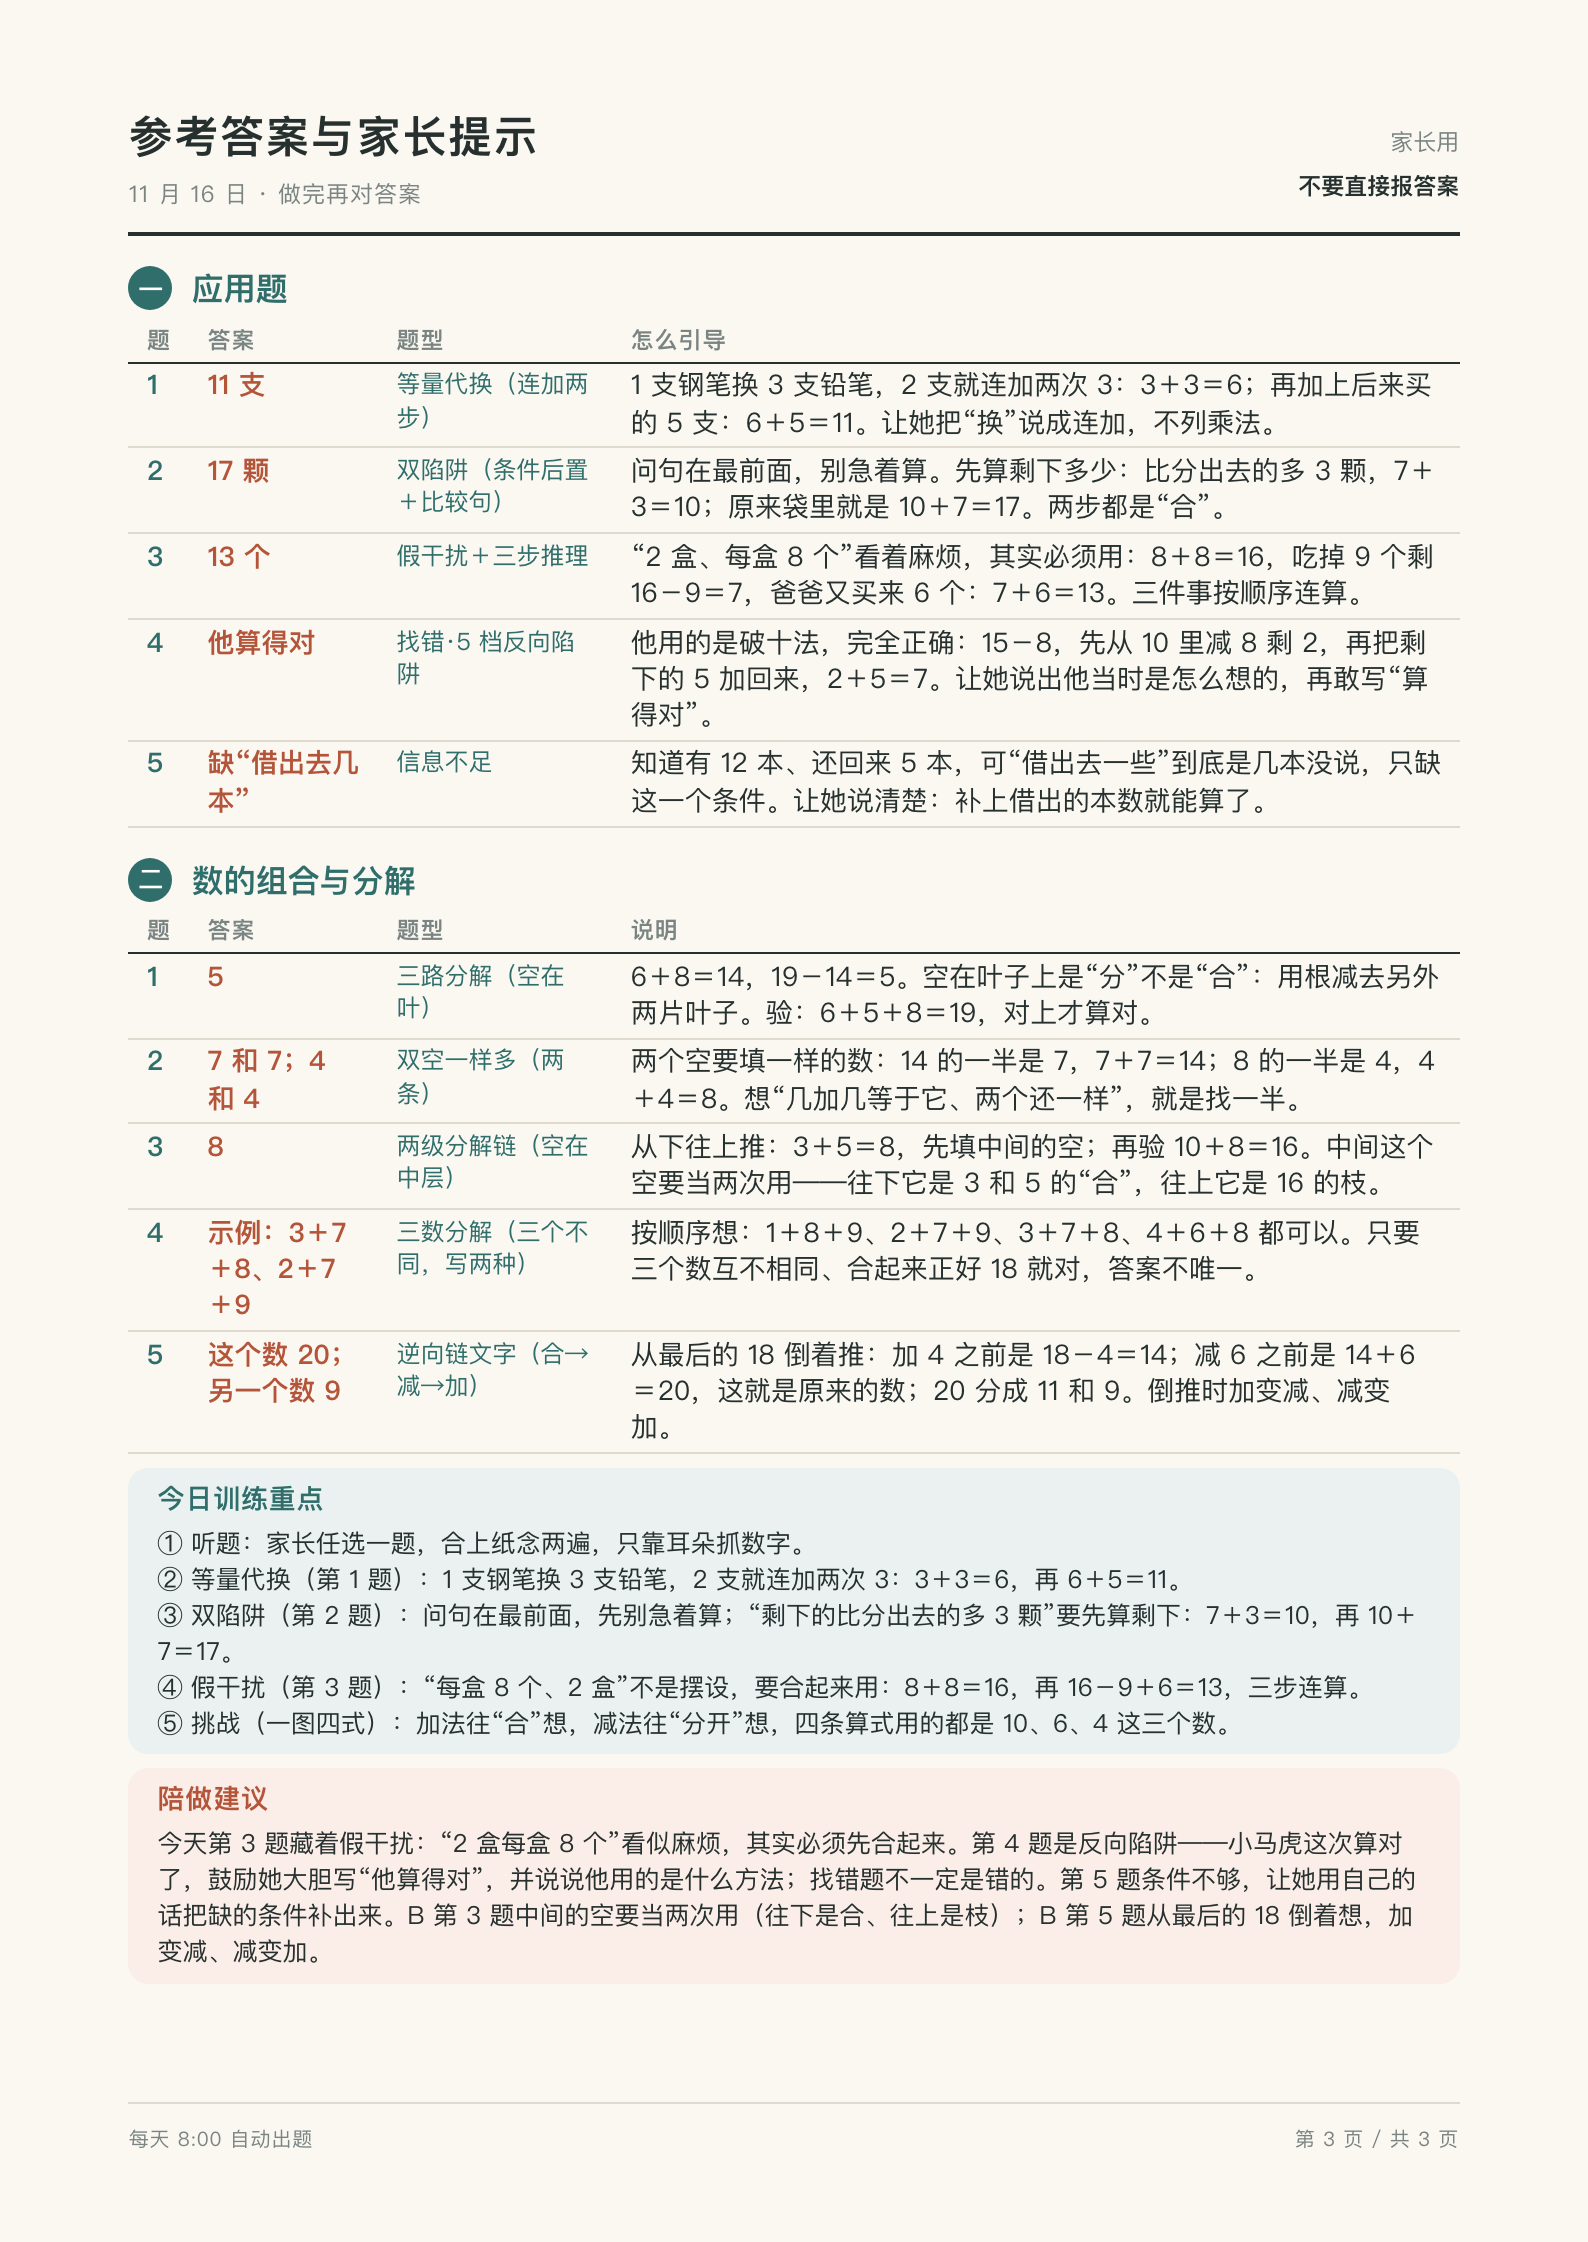 参考答案与家长提示
家长用
11 月 16 日 · 做完再对答案
不要直接报答案
一 应用题
题 答案 题型 怎么引导
1 11 支 等量代换（连加两 1 支钢笔换 3 支铅笔，2 支就连加两次 3：3＋3＝6；再加上后来买
步） 的 5 支：6＋5＝11。让她把“换”说成连加，不列乘法。
2 17 颗 双陷阱（条件后置 问句在最前面，别急着算。先算剩下多少：比分出去的多 3 颗，7＋
＋比较句） 3＝10；原来袋里就是 10＋7＝17。两步都是“合”。
3 13 个 假干扰＋三步推理 “2 盒、每盒 8 个”看着麻烦，其实必须用：8＋8＝16，吃掉 9 个剩
16－9＝7，爸爸又买来 6 个：7＋6＝13。三件事按顺序连算。
4 他算得对 找错·5 档反向陷 他用的是破十法，完全正确：15－8，先从 10 里减 8 剩 2，再把剩
阱 下的 5 加回来，2＋5＝7。让她说出他当时是怎么想的，再敢写“算
得对”。
5 缺“借出去几 信息不足 知道有 12 本、还回来 5 本，可“借出去一些”到底是几本没说，只缺
本” 这一个条件。让她说清楚：补上借出的本数就能算了。
二 数的组合与分解
题 答案 题型 说明
1 5 三路分解（空在 6＋8＝14，19－14＝5。空在叶子上是“分”不是“合”：用根减去另外
叶） 两片叶子。验：6＋5＋8＝19，对上才算对。
2 7 和 7；4 双空一样多（两 两个空要填一样的数：14 的一半是 7，7＋7＝14；8 的一半是 4，4
和 4 条） ＋4＝8。想“几加几等于它、两个还一样”，就是找一半。
3 8 两级分解链（空在 从下往上推：3＋5＝8，先填中间的空；再验 10＋8＝16。中间这个
中层） 空要当两次用——往下它是 3 和 5 的“合”，往上它是 16 的枝。
4 示例：3＋7 三数分解（三个不 按顺序想：1＋8＋9、2＋7＋9、3＋7＋8、4＋6＋8 都可以。只要
＋8、2＋7 同，写两种） 三个数互不相同、合起来正好 18 就对，答案不唯一。
＋9
5 这个数 20； 逆向链文字（合→ 从最后的 18 倒着推：加 4 之前是 18－4＝14；减 6 之前是 14＋6
另一个数 9 减→加） ＝20，这就是原来的数；20 分成 11 和 9。倒推时加变减、减变
加。
今日训练重点
① 听题：家长任选一题，合上纸念两遍，只靠耳朵抓数字。
② 等量代换（第 1 题）：1 支钢笔换 3 支铅笔，2 支就连加两次 3：3＋3＝6，再 6＋5＝11。
③ 双陷阱（第 2 题）：问句在最前面，先别急着算；“剩下的比分出去的多 3 颗”要先算剩下：7＋3＝10，再 10＋
7＝17。
④ 假干扰（第 3 题）：“每盒 8 个、2 盒”不是摆设，要合起来用：8＋8＝16，再 16－9＋6＝13，三步连算。
⑤ 挑战（一图四式）：加法往“合”想，减法往“分开”想，四条算式用的都是 10、6、4 这三个数。
陪做建议
今天第 3 题藏着假干扰：“2 盒每盒 8 个”看似麻烦，其实必须先合起来。第 4 题是反向陷阱——小马虎这次算对
了，鼓励她大胆写“他算得对”，并说说他用的是什么方法；找错题不一定是错的。第 5 题条件不够，让她用自己的
话把缺的条件补出来。B 第 3 题中间的空要当两次用（往下是合、往上是枝）；B 第 5 题从最后的 18 倒着想，加
变减、减变加。
每天 8:00 自动出题
第 3 页 / 共 3 页